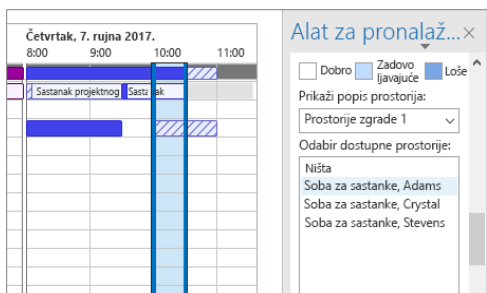 Četvrtak, 7. rujna 2017.
8:00 9:00 10:00 11:00
Sastanak projektnog Sasta ak
Alat za pronalaž...
Dobro Zadovo
ljavajuće Loše
Prikaži popis prostorija:
Prostorije zgrade 1
Odabir dostupne prostorije:
Ništa
Soba za sastanke, Adams
Soba za sastanke, Crystal
Soba za sastanke, Stevens